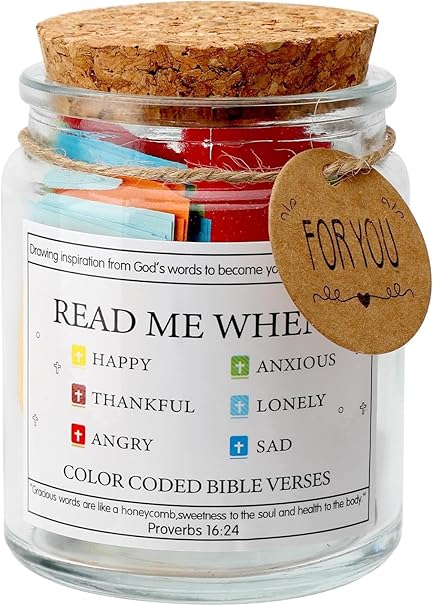 FOR YOU
Drawing inspiration from God's words to become yo
READ ME WHEN
HAPPY
ANXIOUS
THANKFUL
LONELY
ANGRY
SAD
COLOR CODED BIBLE VERSES
"Gracious words are like a honeycomb,sweetness to the soul and health to the body."
Proverbs 16:24